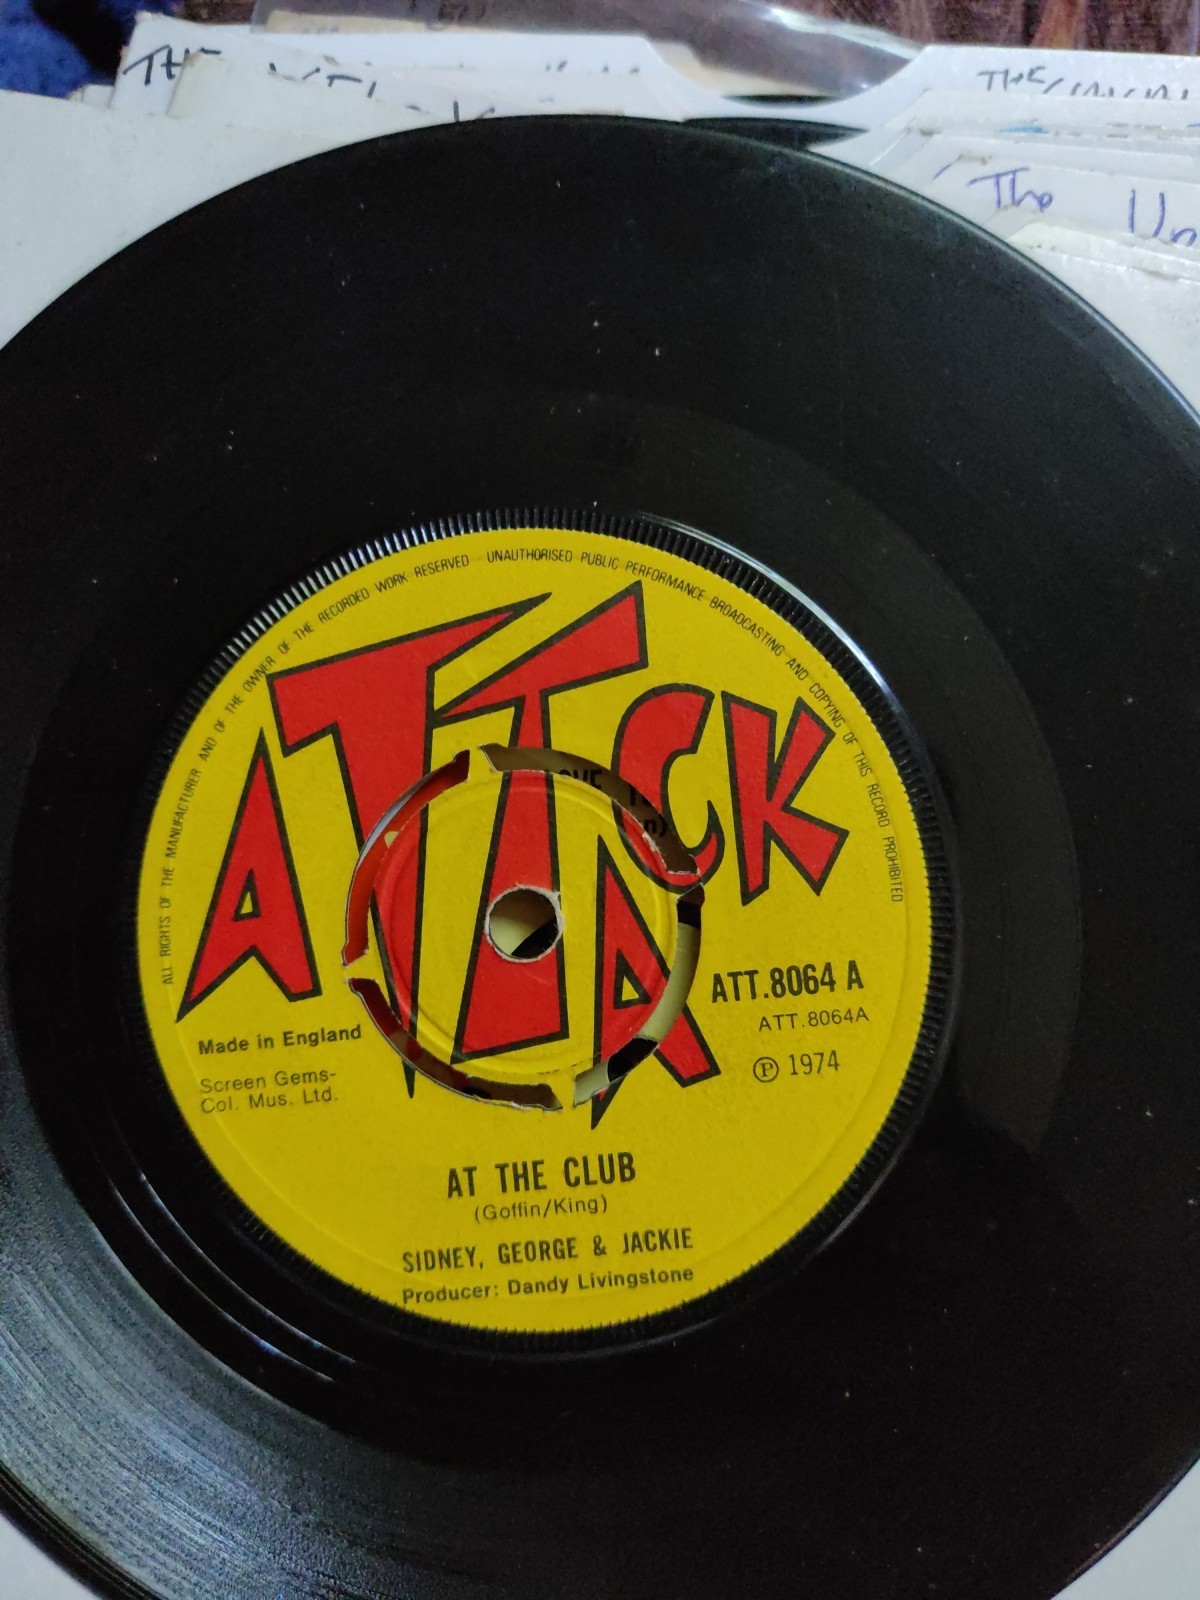 THE
The
ALL RIGHTS OF THE MANUFACTURER AND OF THE OWNER OF THE RECORDED WORK RESERVED UNAUTHORISED PUBLIC PERFORMANCE BROADCASTING AND COPYING OF THIS RECORD PROHIBITED
ATTACK
ATT.8064 A
ATT.8064A
Ⓟ 1974
Made in England
Screen Gems-
Col. Mus. Ltd.
AT THE CLUB
(Goffin/King)
SIDNEY, GEORGE & JACKIE
Producer: Dandy Livingstone